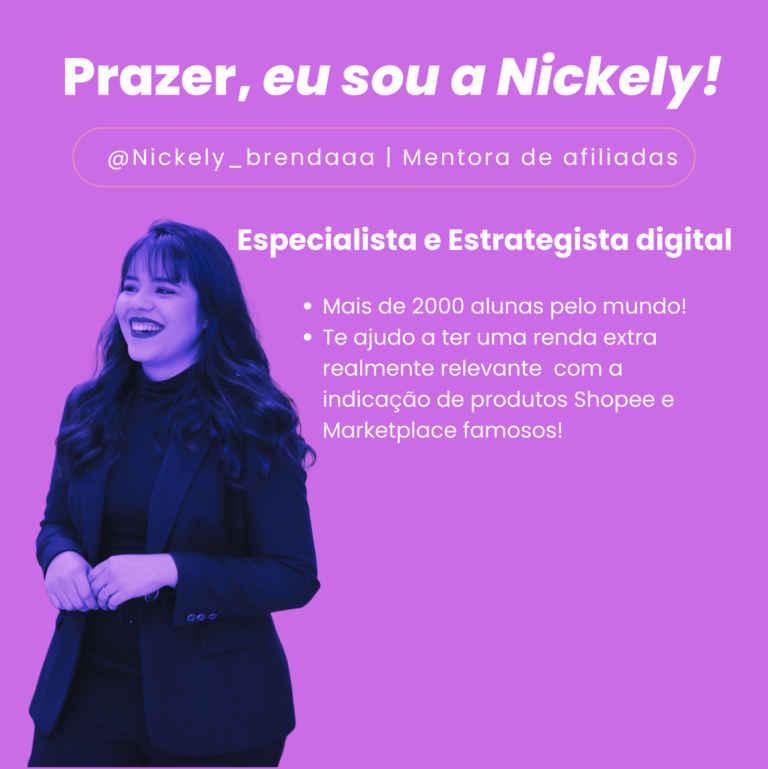 Prazer, eu sou a Nickely!
@Nickely_brendaaa | Mentora de afiliadas
Especialista e Estrategista digital
• Mais de 2000 alunas pelo mundo!
• Te ajudo a ter uma renda extra
realmente relevante com a
indicação de produtos Shopee e
Marketplace famosos!